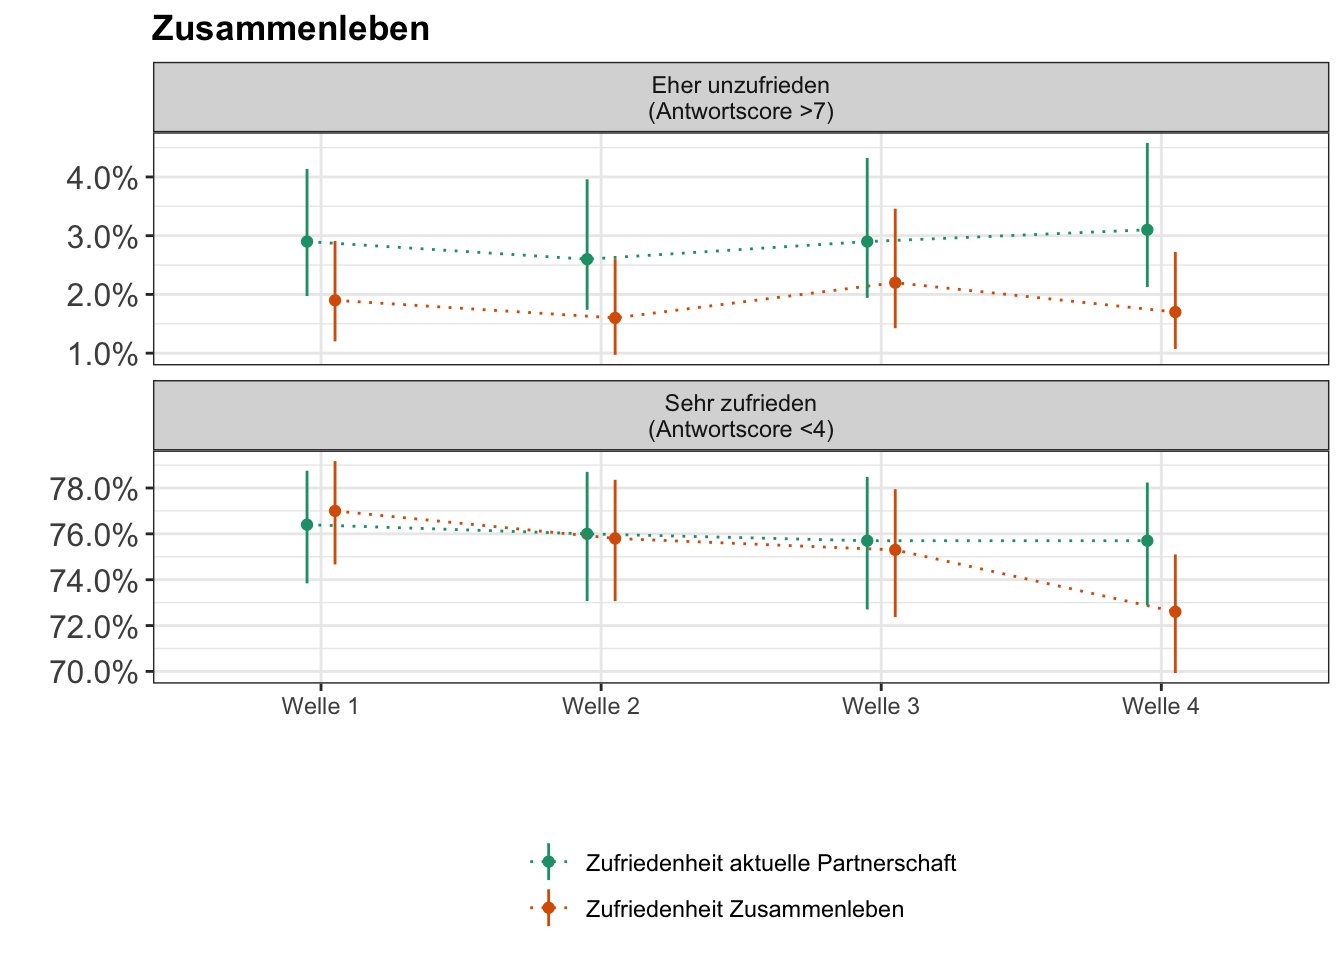 Zusammenleben
Eher unzufrieden
(Antwortscore >7)
4.0%
3.0%
2.0%
1.0%
Sehr zufrieden
(Antwortscore <4)
78.0%
76.0%
74.0%
72.0%
70.0%
Welle 1 Welle 2 Welle 3 Welle 4
Zufriedenheit aktuelle Partnerschaft
Zufriedenheit Zusammenleben